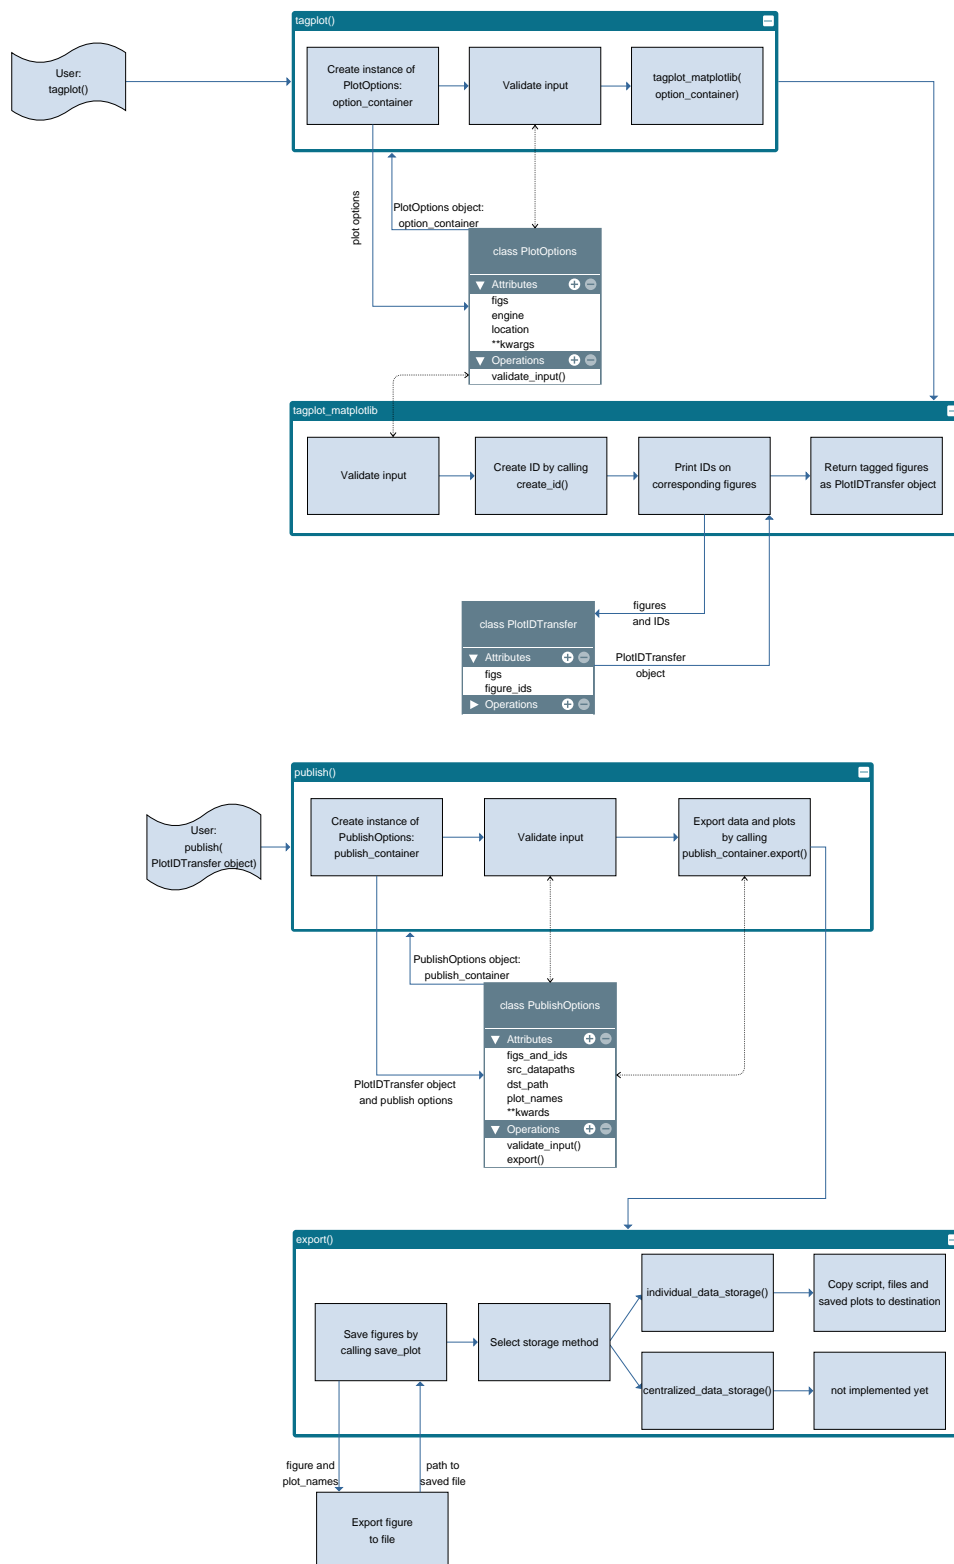 tagplot()
User:
tagplot()
Create instance of
PlotOptions:
option_container
Validate input
tagplot_matplotlib(
option_container)
plot options
PlotOptions object:
option_container
class PlotOptions
Attributes
figs
engine
location
**kwargs
Operations
validate_input()
tagplot_matplotlib
Validate input
Create ID by calling
create_id()
Print IDs on
corresponding figures
Return tagged figures
as PlotIDTransfer object
figures
and IDs
class PlotIDTransfer
Attributes
figs
figure_ids
Operations
PlotIDTransfer
object
publish()
User:
publish(
PlotIDTransfer object)
Create instance of
PublishOptions:
publish_container
Validate input
Export data and plots
by calling
publish_container.export()
PublishOptions object:
publish_container
class PublishOptions
Attributes
figs_and_ids
src_datapaths
dst_path
plot_names
**kwards
Operations
validate_input()
export()
PlotIDTransfer object
and publish options
export()
Save figures by
calling save_plot
Select storage method
individual_data_storage()
Copy script, files and
saved plots to destination
centralized_data_storage()
not implemented yet
figure and
plot_names
path to
saved file
Export figure
to file